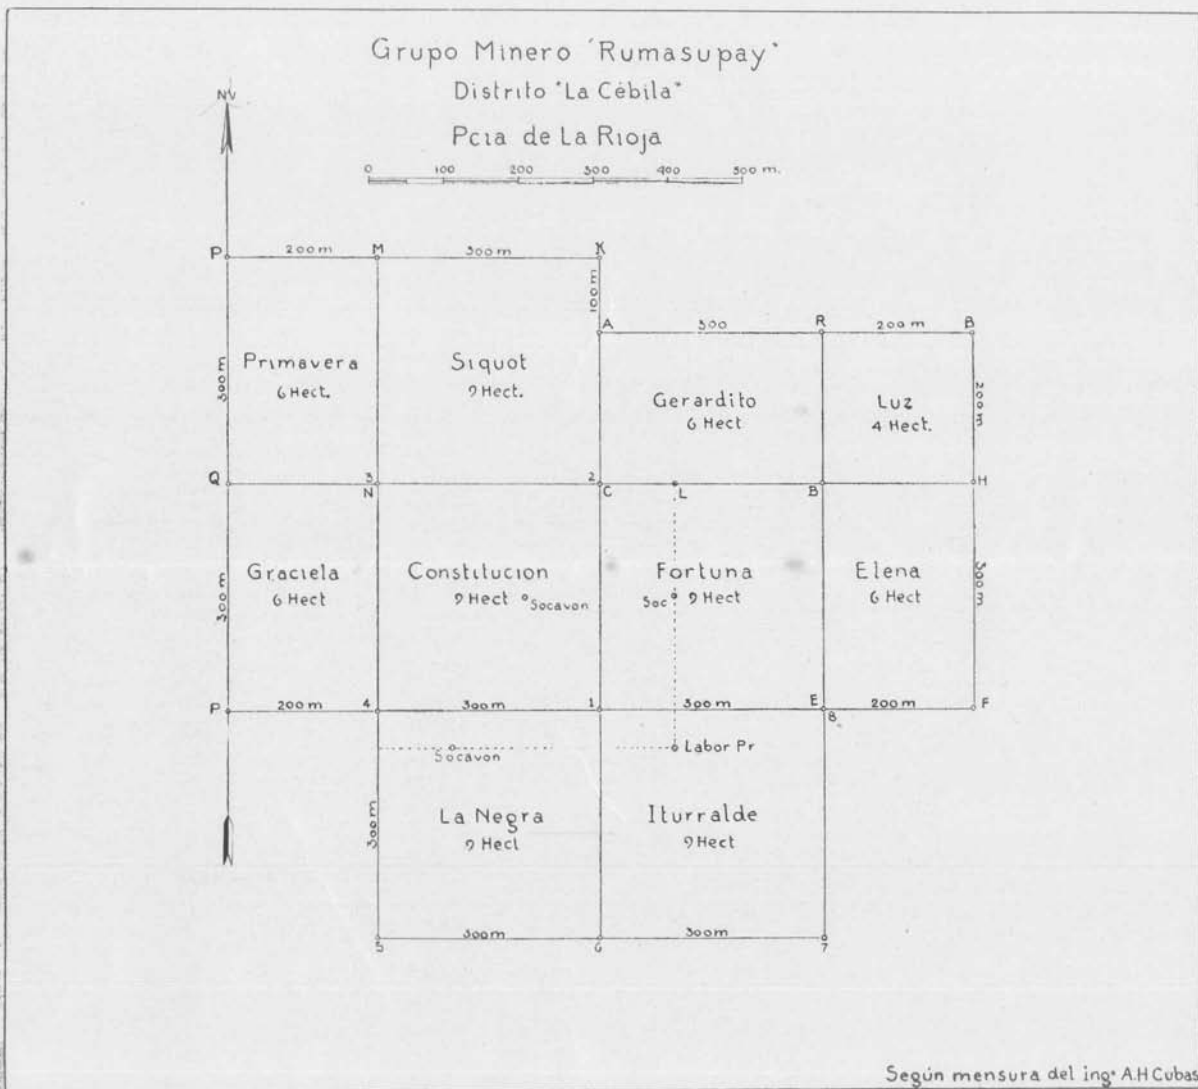 Grupo Minero "Rumasupay"
Distrito "La Cébila"
Pcia de La Rioja
NV
0 100 200 300 400 500 m.
P 200 m M 300 m K
100 m
A 300 R 200 m B
300 m Primavera Siquot
6 Hect. 9 Hect.
Gerardito Luz 200 m
6 Hect 4 Hect.
Q 3 2 H
N C L B
300 m Graciela Constitucion Fortuna Elena 300 m
6 Hect 9 Hect Socavon Soc 9 Hect 6 Hect
P 200 m 4 300 m 1 300 m E 200 m F
8
Socavon Labor Pr
300 m La Negra Iturralde
9 Hect 9 Hect
300 m 300 m
5 6 7
Según mensura del ing° A.H Cubas